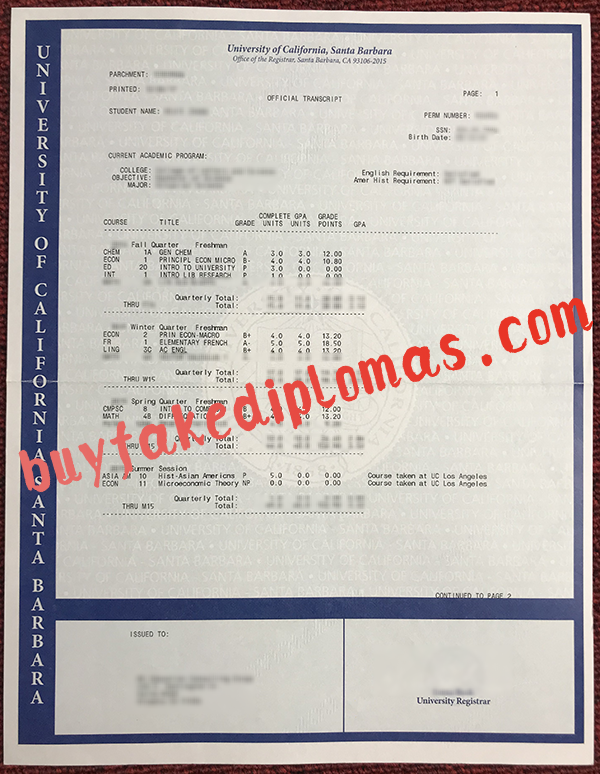 UNIVERSITY OF CALIFORNIA SANTA BARBARA
University of California, Santa Barbara
Office of the Registrar, Santa Barbara, CA 93106-2015
PARCHMENT:
PRINTED:
PAGE: 1
OFFICIAL TRANSCRIPT
STUDENT NAME:
PERM NUMBER:
SSN:
Birth Date:
CURRENT ACADEMIC PROGRAM:
COLLEGE:
OBJECTIVE:
MAJOR:
English Requirement:
Amer Hist Requirement:
COMPLETE GPA GRADE
COURSE TITLE GRADE UNITS UNITS POINTS GPA
Fall Quarter Freshman
CHEM 1A GEN CHEM A 3.0 3.0 12.00
ECON 1 PRINCIPL ECON MICRO B- 4.0 4.0 10.80
ED 20 INTRO TO UNIVERSITY P 3.0 0.0 0.00
INT 1 INTRO LIB RESEARCH P 1.0 0.0 0.00
Quarterly Total:
THRU Total:
Winter Quarter Freshman
ECON 2 PRIN ECON-MACRO B+ 4.0 4.0 13.20
FR 1 ELEMENTARY FRENCH A- 5.0 5.0 18.50
LING 3C AC ENGL B+ 4.0 4.0 13.20
Quarterly Total:
THRU W15 Total:
Spring Quarter Freshman
CMPSC 8 INTRO TO COMP B 12.00
MATH 4B DIFF B+ 13.20
Quarterly Total:
THRU Total:
Summer Session
ASIA AM 10 Hist-Asian Americns P 5.0 0.0 0.00 Course taken at UC Los Angeles
ECON 11 Microeconomic Theory NP 0.0 0.0 0.00 Course taken at UC Los Angeles
Quarterly Total:
THRU M15 Total:
CONTINUED TO PAGE 2
ISSUED TO:
University Registrar
buyfakediplomas.com